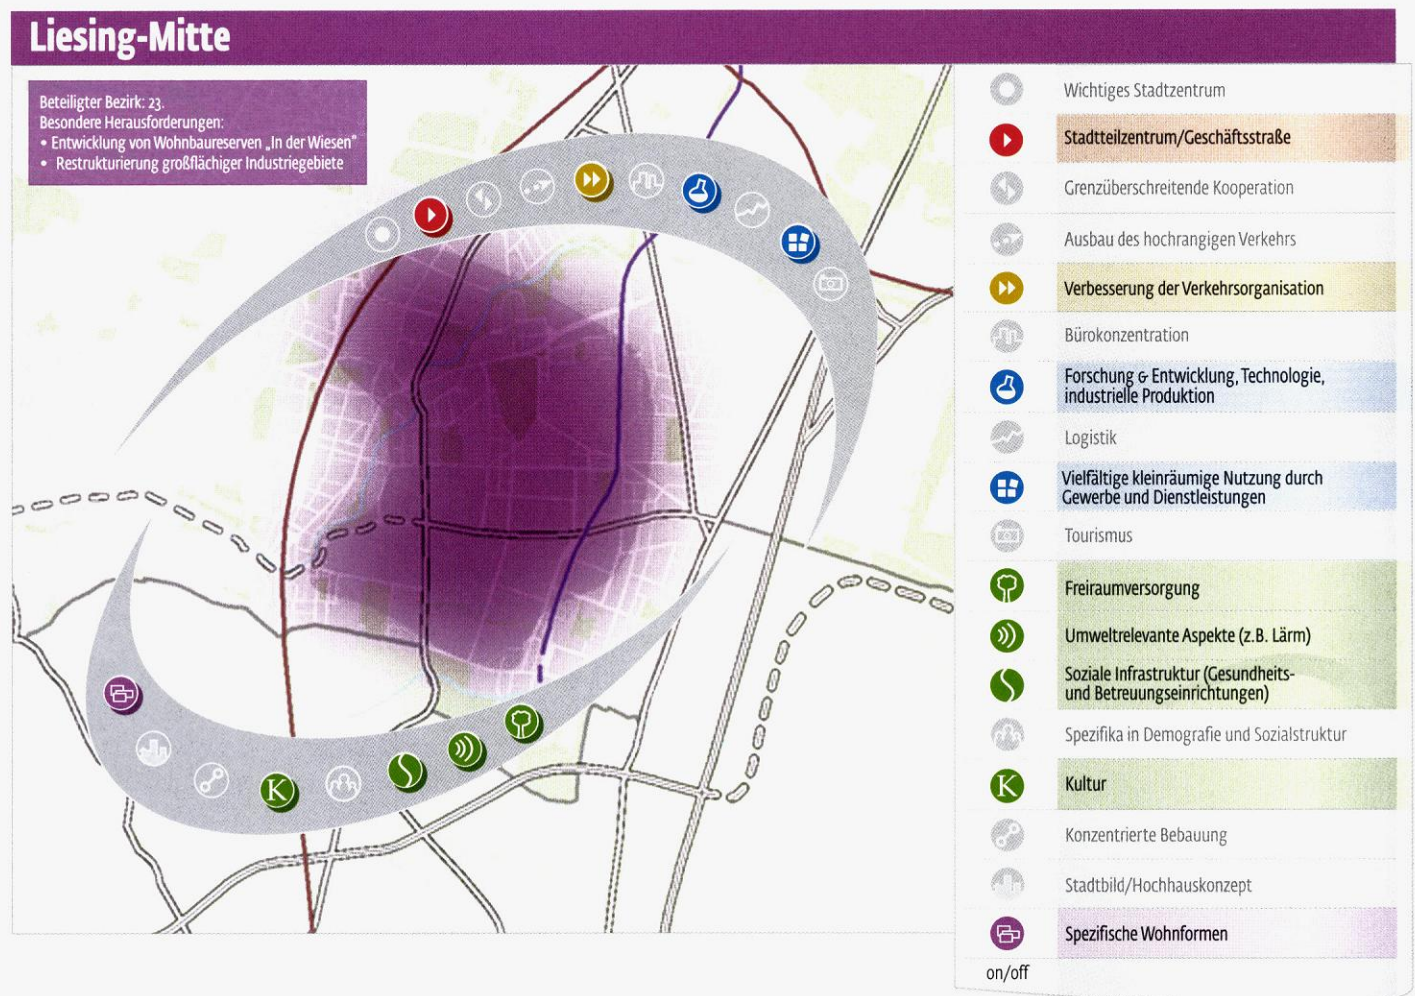 Liesing-Mitte
Beteiligter Bezirk: 23.
Besondere Herausforderungen:
• Entwicklung von Wohnbaureserven „In der Wiesen“
• Restrukturierung großflächiger Industriegebiete
Wichtiges Stadtzentrum
Stadtteilzentrum/Geschäftsstraße
Grenzüberschreitende Kooperation
Ausbau des hochrangigen Verkehrs
Verbesserung der Verkehrsorganisation
Bürokonzentration
Forschung & Entwicklung, Technologie,
industrielle Produktion
Logistik
Vielfältige kleinräumige Nutzung durch
Gewerbe und Dienstleistungen
Tourismus
Freiraumversorgung
Umweltrelevante Aspekte (z.B. Lärm)
Soziale Infrastruktur (Gesundheits-
und Betreuungseinrichtungen)
Spezifika in Demografie und Sozialstruktur
K
Kultur
Konzentrierte Bebauung
Stadtbild/Hochhauskonzept
Spezifische Wohnformen
on/off
K